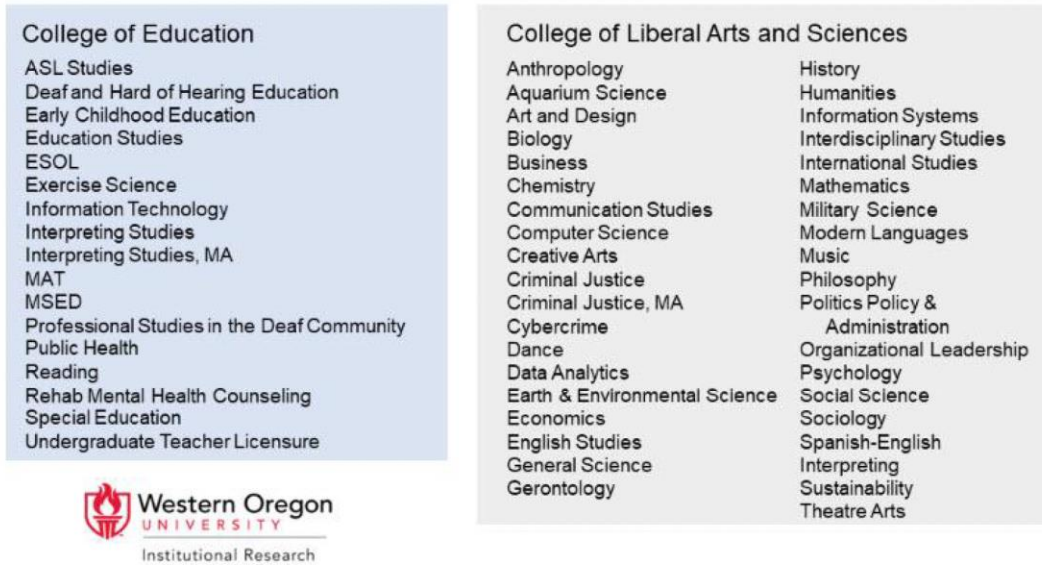 College of Education
ASL Studies
Deaf and Hard of Hearing Education
Early Childhood Education
Education Studies
ESOL
Exercise Science
Information Technology
Interpreting Studies
Interpreting Studies, MA
MAT
MSED
Professional Studies in the Deaf Community
Public Health
Reading
Rehab Mental Health Counseling
Special Education
Undergraduate Teacher Licensure
Western Oregon
UNIVERSITY
Institutional Research
College of Liberal Arts and Sciences
Anthropology
Aquarium Science
Art and Design
Biology
Business
Chemistry
Communication Studies
Computer Science
Creative Arts
Criminal Justice
Criminal Justice, MA
Cybercrime
Dance
Data Analytics
Earth & Environmental Science
Economics
English Studies
General Science
Gerontology
History
Humanities
Information Systems
Interdisciplinary Studies
International Studies
Mathematics
Military Science
Modern Languages
Music
Philosophy
Politics Policy &
Administration
Organizational Leadership
Psychology
Social Science
Sociology
Spanish-English
Interpreting
Sustainability
Theatre Arts